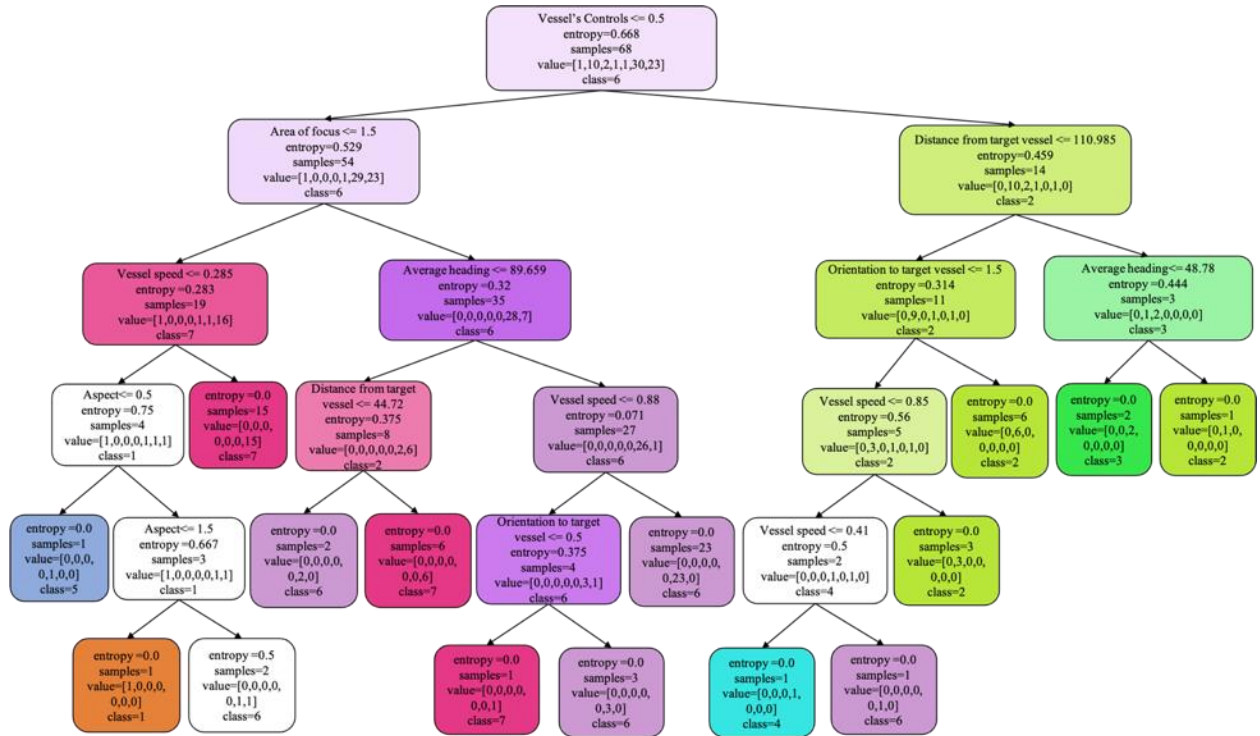 Vessel's Controls <= 0.5
entropy=0.668
samples=68
value=[1,10,2,1,1,30,23]
class=6
Area of focus <= 1.5
entropy=0.529
samples=54
value=[1,0,0,0,1,29,23]
class=6
Distance from target vessel <= 110.985
entropy=0.459
samples=14
value=[0,10,2,1,0,1,0]
class=2
Vessel speed <= 0.285
entropy=0.283
samples=19
value=[1,0,0,0,1,1,16]
class=7
Average heading <= 89.659
entropy =0.32
samples=35
value=[0,0,0,0,0,28,7]
class=6
Orientation to target vessel <= 1.5
entropy =0.314
samples=11
value=[0,9,0,1,0,1,0]
class=2
Average heading<=48.78
entropy =0.444
samples=3
value=[0,1,2,0,0,0,0]
class=3
Aspect<= 0.5
entropy =0.75
samples=4
value=[1,0,0,0,1,1,1]
class=1
entropy=0.0
samples=15
value=[0,0,0,
0,0,0,15]
class=7
Distance from target
vessel <= 44.72
entropy=0.375
samples=8
value=[0,0,0,0,0,2,6]
class=2
Vessel speed <= 0.88
entropy =0.071
samples=27
value=[0,0,0,0,0,26,1]
class=6
Vessel speed <= 0.85
entropy =0.56
samples=5
value=[0,3,0,1,0,1,0]
class=2
entropy =0.0
samples=6
value=[0,6,0,
0,0,0,0]
class=2
entropy =0.0
samples=2
value=[0,0,2,
0,0,0,0]
class=3
entropy =0.0
samples=1
value=[0,1,0,
0,0,0,0]
class=2
entropy =0.0
samples=1
value=[0,0,0,
0,1,0,0]
class=5
Aspect<= 1.5
entropy =0.667
samples=3
value=[1,0,0,0,0,1,1]
class=1
entropy =0.0
samples=2
value=[0,0,0,0,
0,2,0]
class=6
entropy =0.0
samples=6
value=[0,0,0,0,
0,0,6]
class=7
Orientation to target
vessel <= 0.5
entropy=0.375
samples=4
value=[0,0,0,0,0,3,1]
class=6
entropy =0.0
samples=23
value=[0,0,0,0,
0,23,0]
class=6
Vessel speed <= 0.41
entropy =0.5
samples=2
value=[0,0,0,1,0,1,0]
class=4
entropy =0.0
samples=3
value=[0,3,0,0,
0,0,0]
class=2
entropy =0.0
samples=1
value=[1,0,0,0,
0,0,0]
class=1
entropy =0.5
samples=2
value=[0,0,0,0,
0,1,1]
class=6
entropy =0.0
samples=1
value=[0,0,0,0,
0,0,1]
class=7
entropy =0.0
samples=3
value=[0,0,0,0,
0,3,0]
class=6
entropy =0.0
samples=1
value=[0,0,0,1,
0,0,0]
class=4
entropy =0.0
samples=1
value=[0,0,0,0,
0,1,0]
class=6